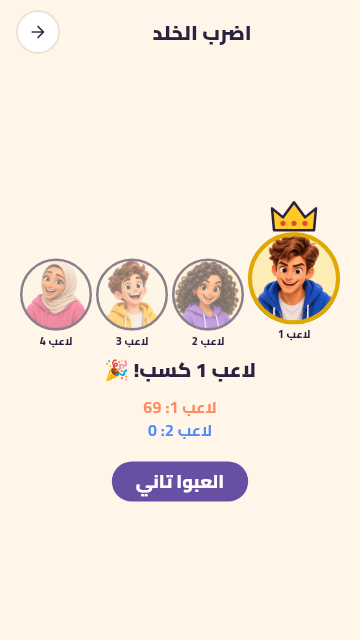 اضرب الخلد
لاعب 1
لاعب 2
لاعب 3
لاعب 4
لاعب 1 كسب! 🎉
لاعب 1: 69
لاعب 2: 0
العبوا تاني